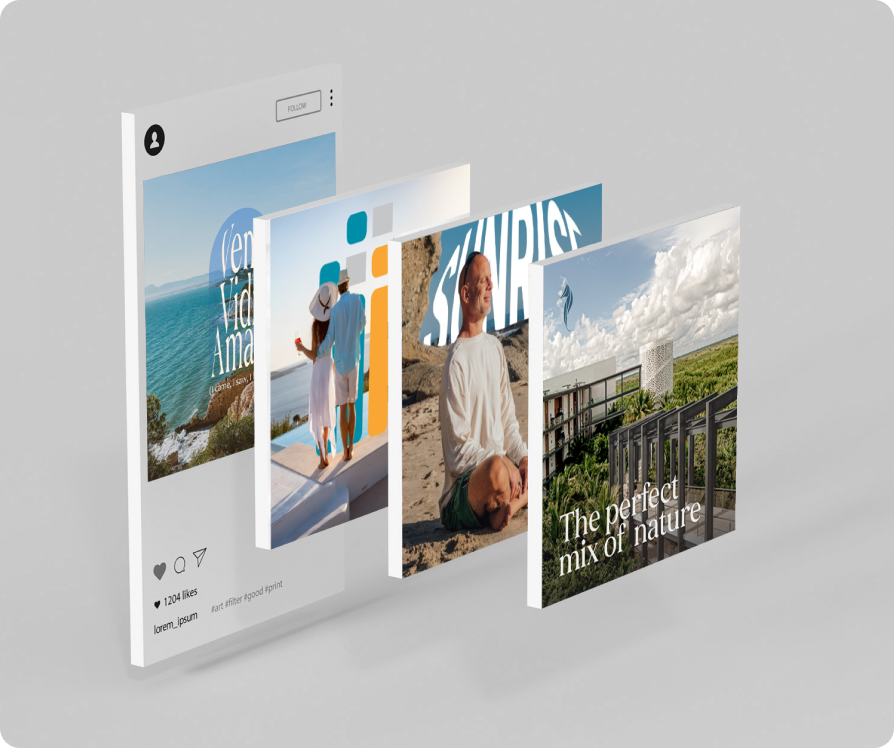 FOLLOW
Ven
Vid
Ama
(I Came, I saw, I
1204 likes
#art #filter #good #print
lorem_ipsum
SUNRISE
The perfect
mix of nature